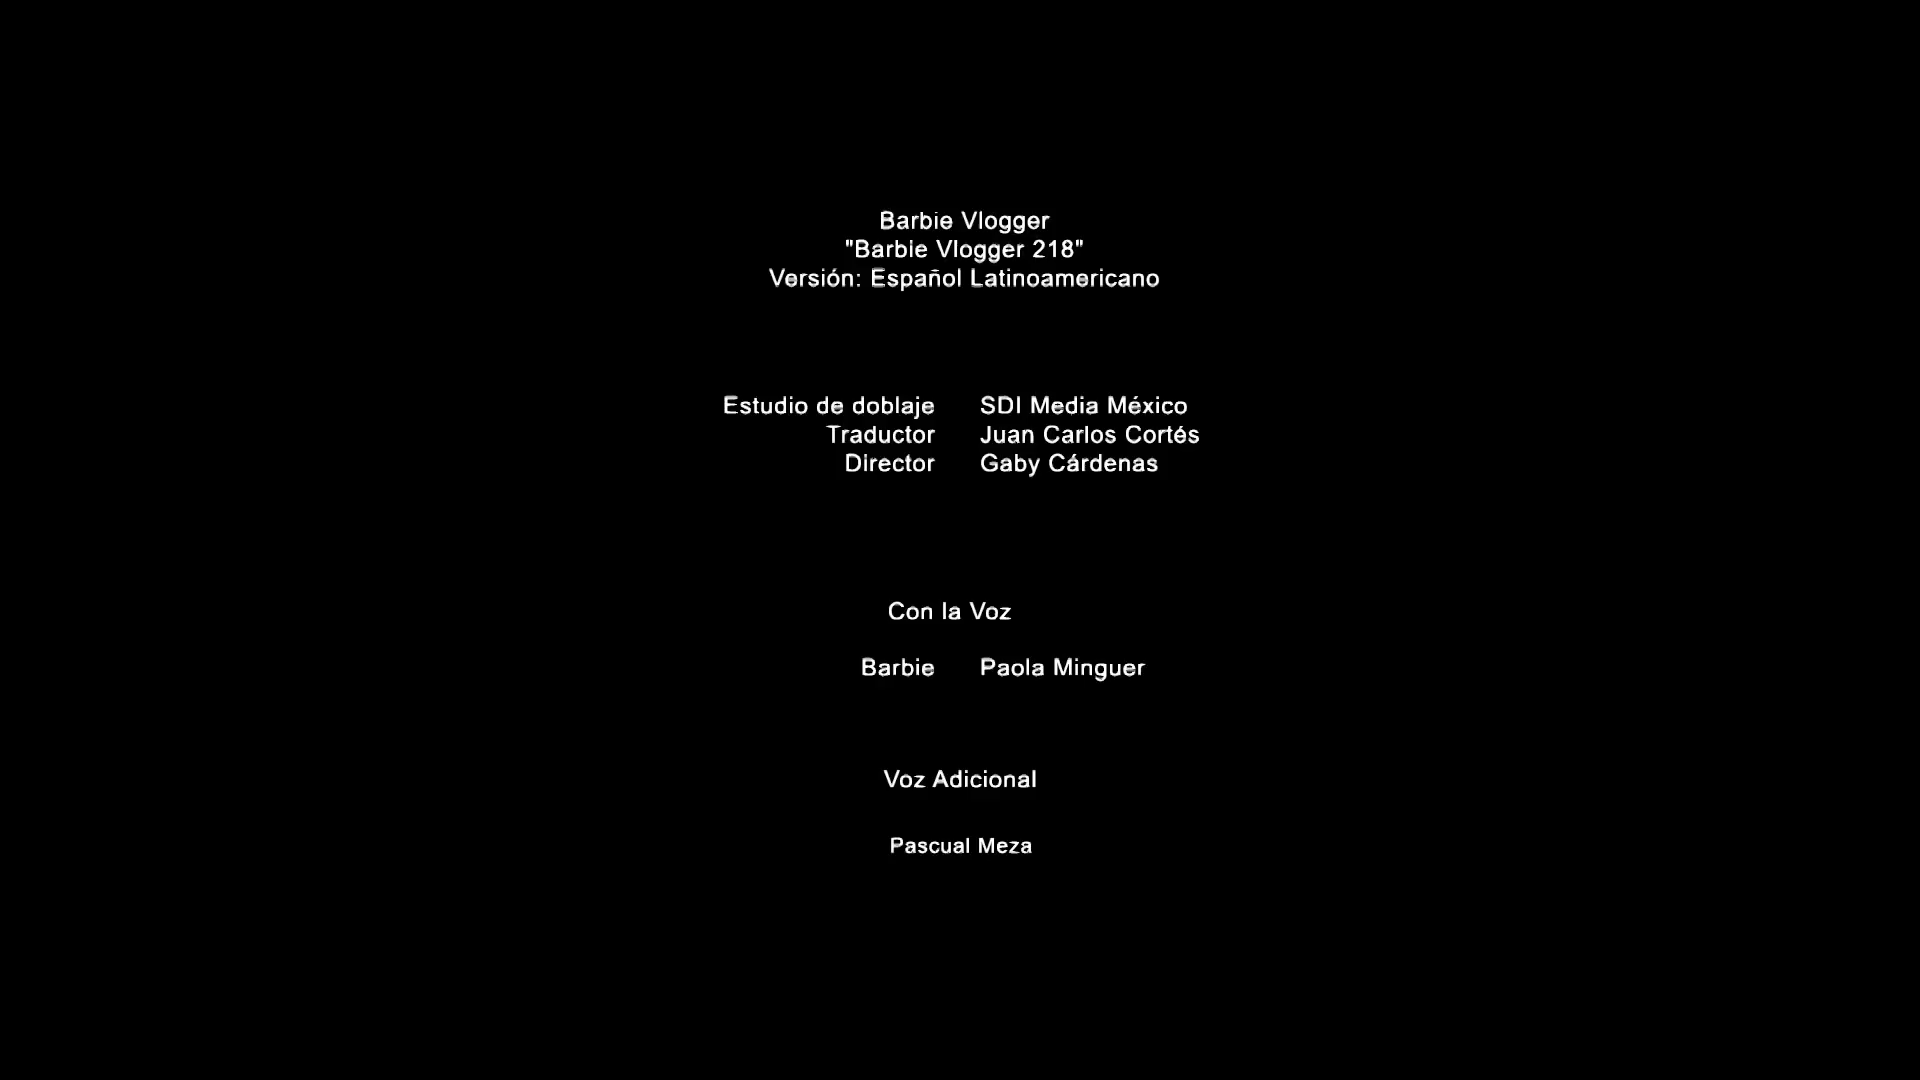 Barbie Vlogger
"Barbie Vlogger 218"
Versión: Español Latinoamericano
Estudio de doblaje SDI Media México
Traductor Juan Carlos Cortés
Director Gaby Cárdenas
Con la Voz
Barbie Paola Minguer
Voz Adicional
Pascual Meza